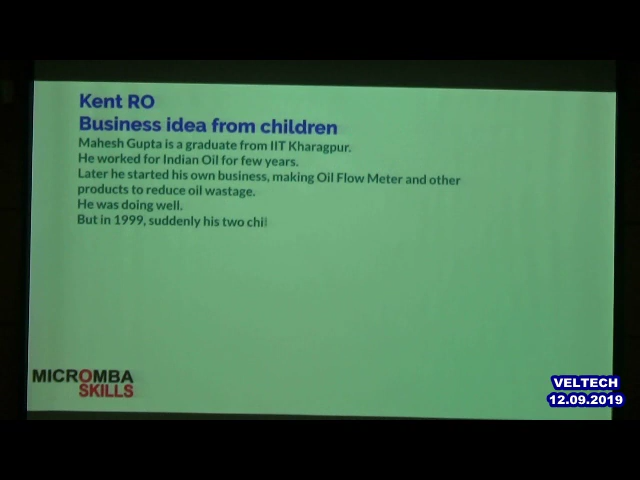 Kent RO
Business idea from children
Mahesh Gupta is a graduate from IIT Kharagpur.
He worked for Indian Oil for few years.
Later he started his own business, making Oil Flow Meter and other
products to reduce oil wastage.
He was doing well.
But in 1999, suddenly his two chil
MICROMBA
SKILLS
VELTECH
12.09.2019